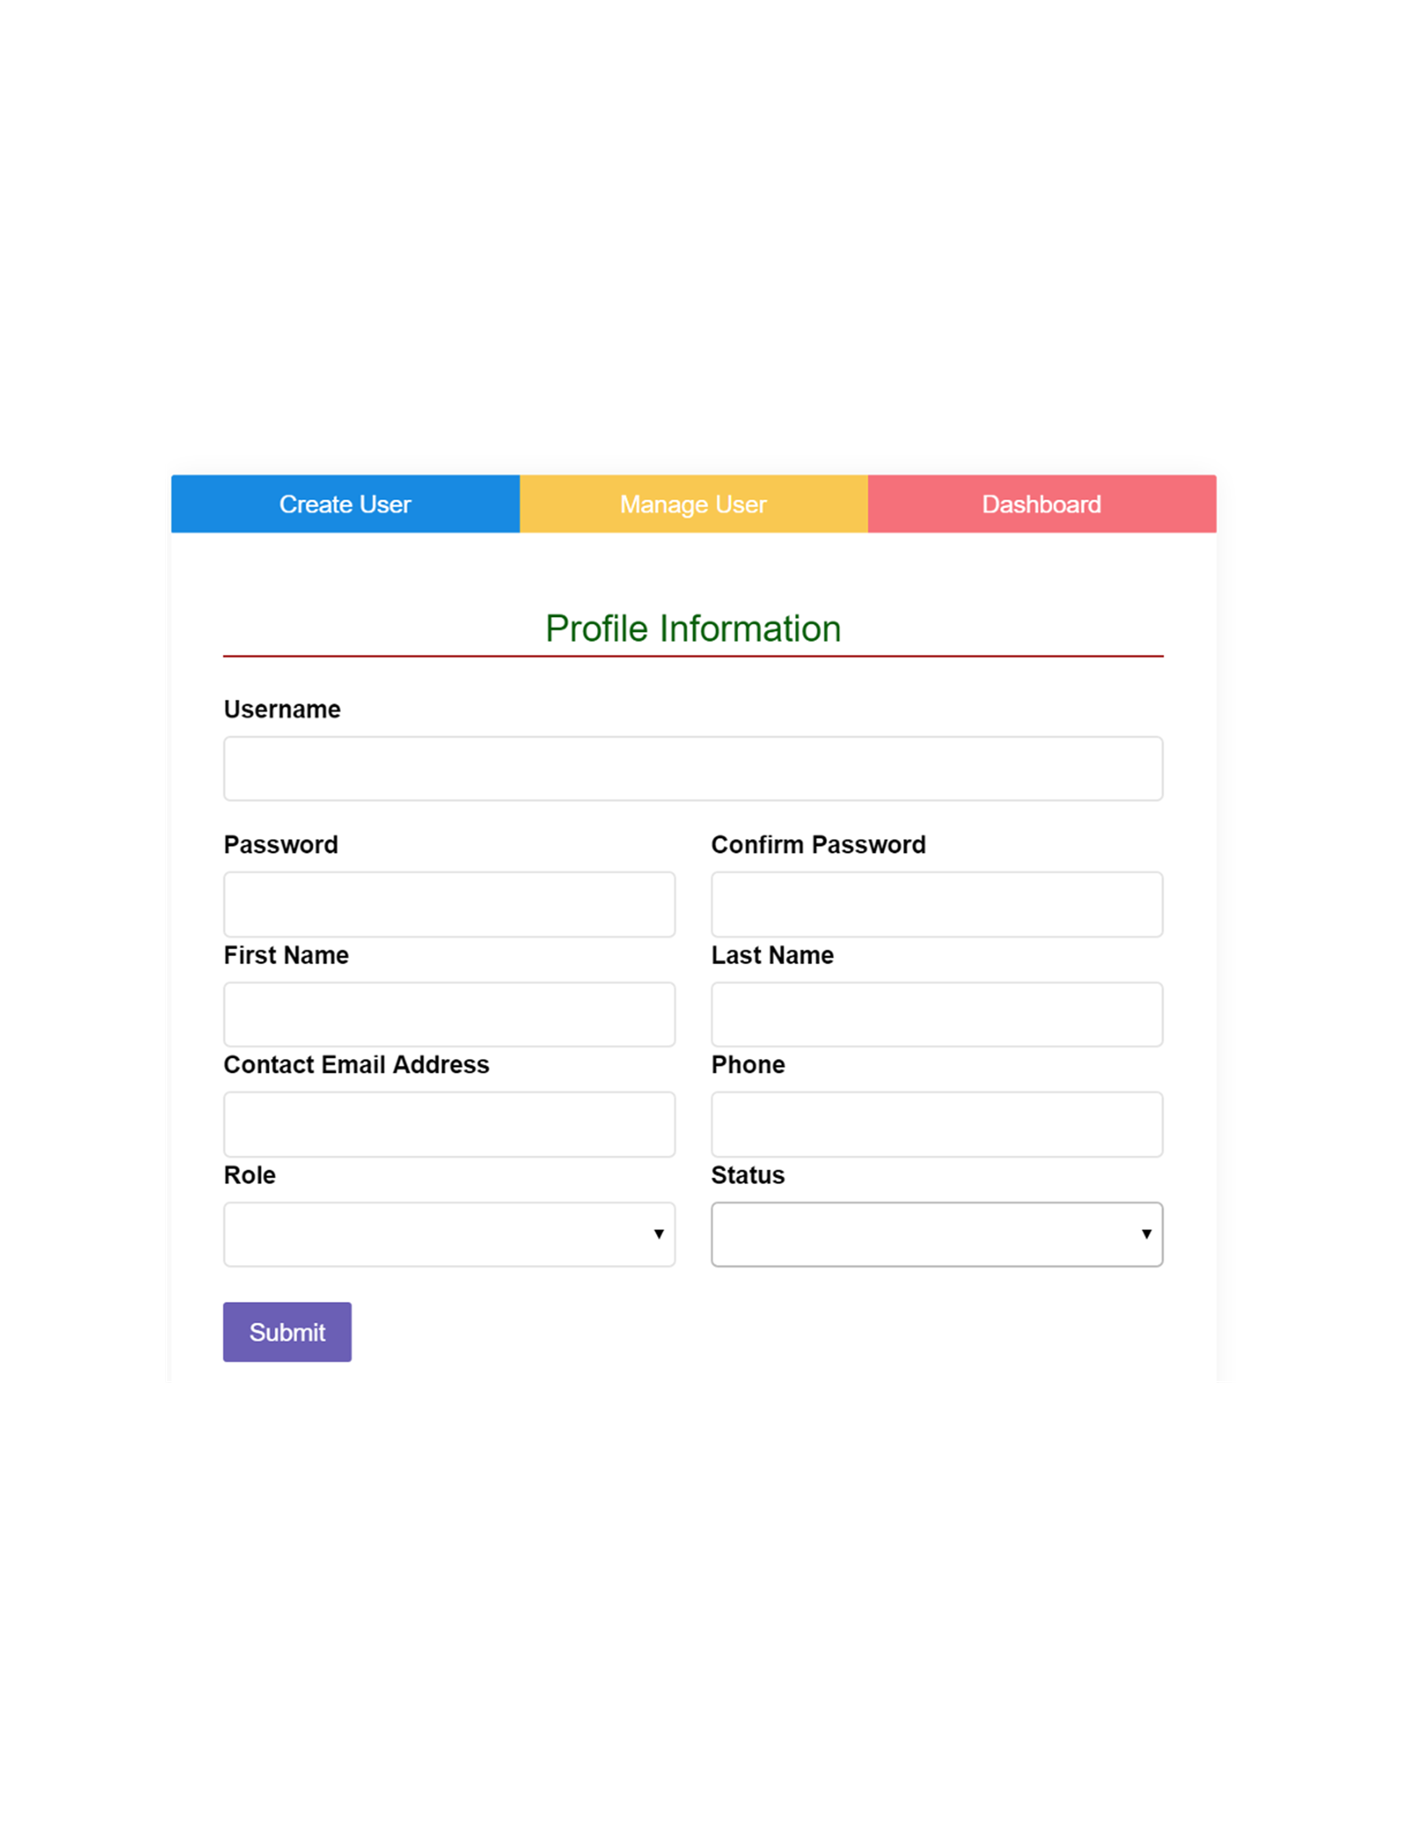 Create User Manage User Dashboard
Profile Information
Username
Password Confirm Password
First Name Last Name
Contact Email Address Phone
Role Status
Submit